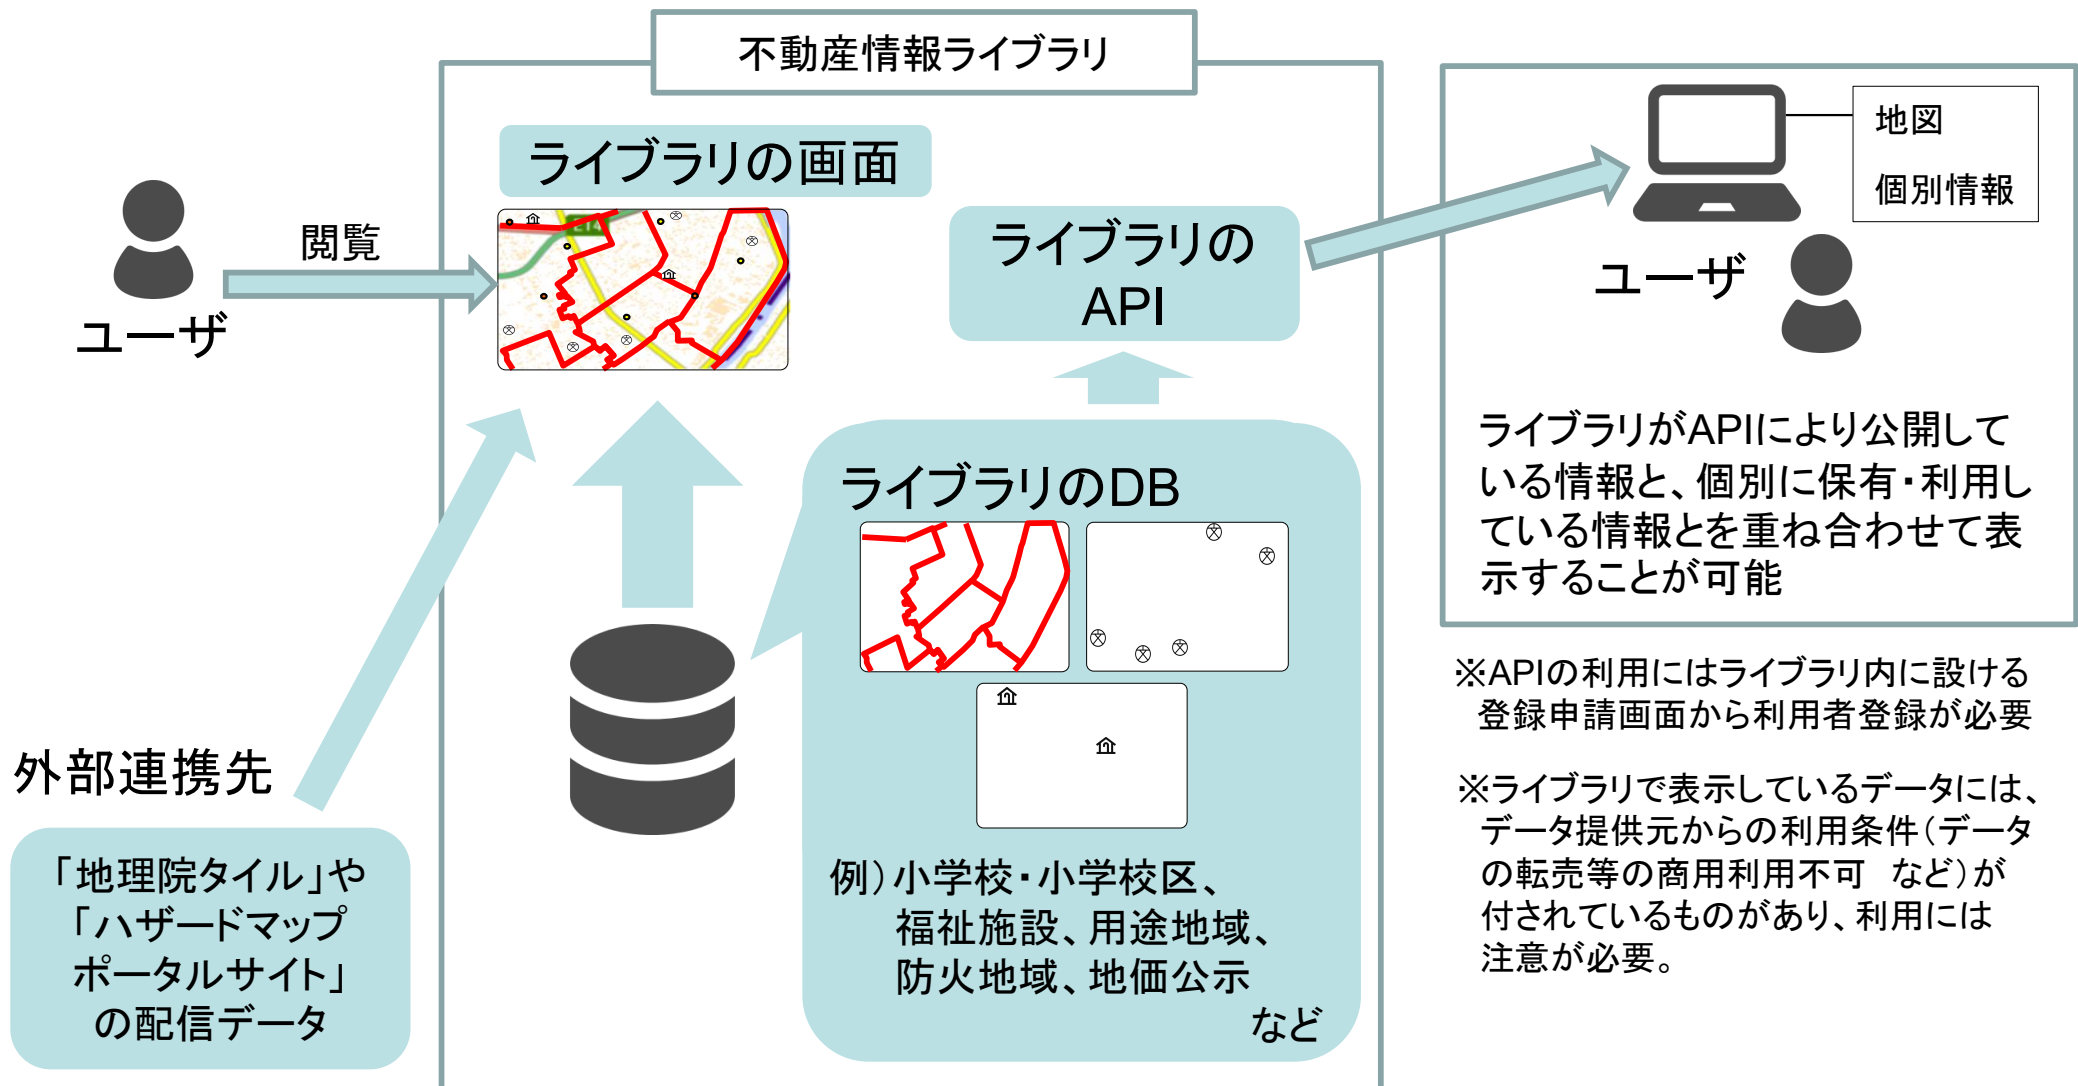 不動産情報ライブラリ
ライブラリの画面
閲覧
ユーザ
ライブラリの
API
地図
個別情報
ユーザ
ライブラリがAPIにより公開して
いる情報と、個別に保有・利用し
ている情報とを重ね合わせて表
示することが可能
ライブラリのDB
例）小学校・小学校区、
福祉施設、用途地域、
防火地域、地価公示
など
外部連携先
「地理院タイル」や
「ハザードマップ
ポータルサイト」
の配信データ
※APIの利用にはライブラリ内に設ける
登録申請画面から利用者登録が必要
※ライブラリで表示しているデータには、
データ提供元からの利用条件（データ
の転売等の商用利用不可　など）が
付されているものがあり、利用には
注意が必要。